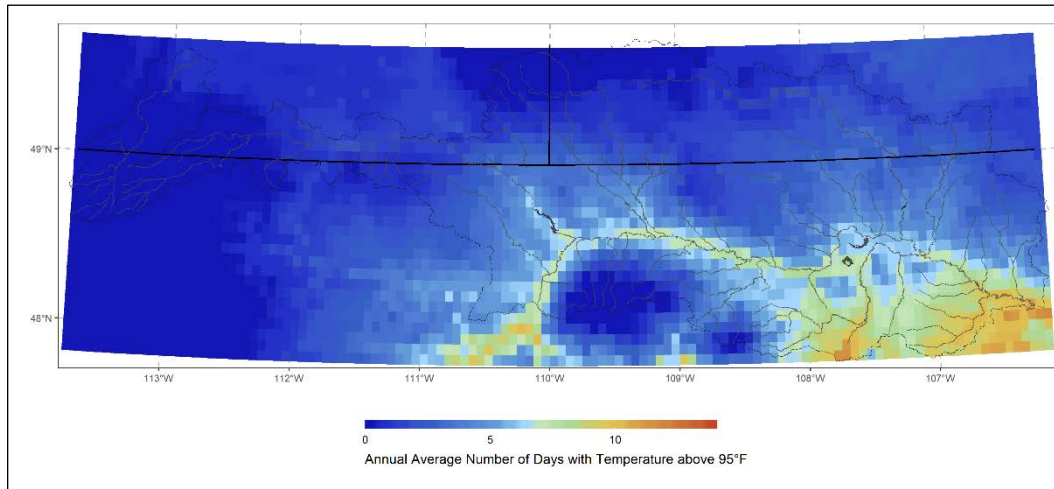 49°N
48°N
113°W 112°W 111°W 110°W 109°W 108°W 107°W
0 5 10
Annual Average Number of Days with Temperature above 95°F